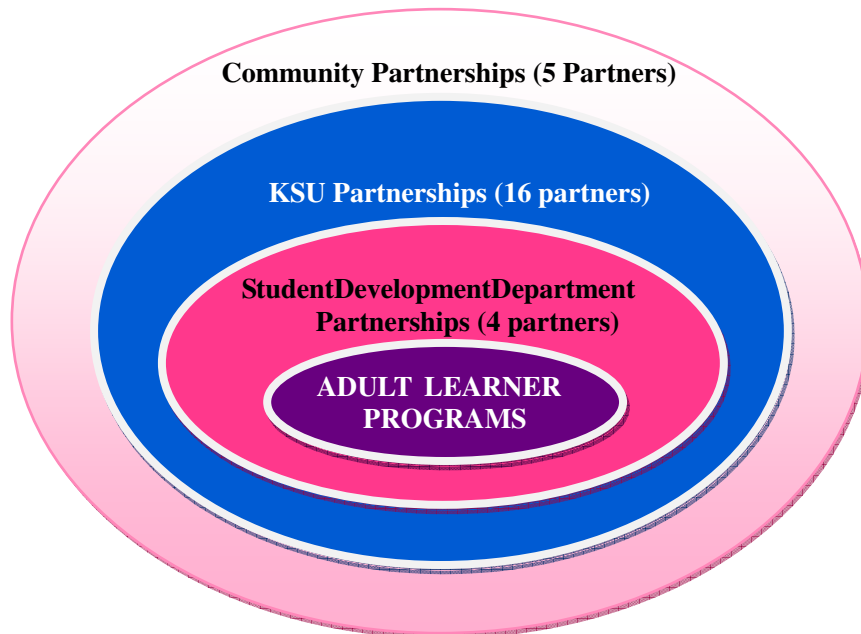 Community Partnerships (5 Partners)
KSU Partnerships (16 partners)
StudentDevelopmentDepartment
Partnerships (4 partners)
ADULT LEARNER
PROGRAMS